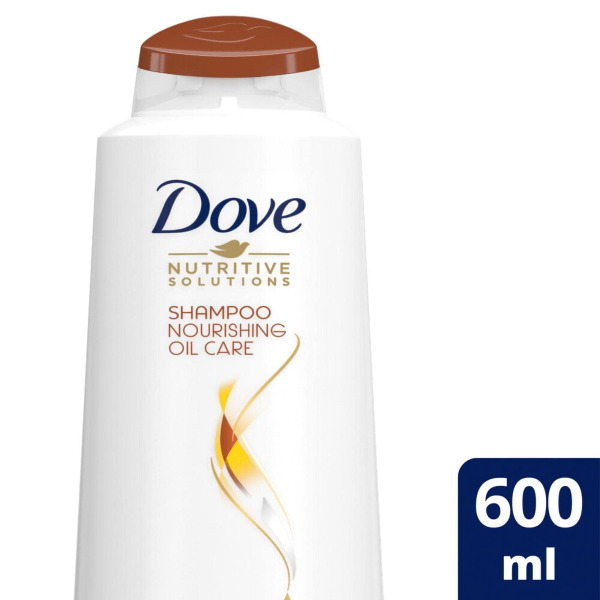 Dove
NUTRITIVE
SOLUTIONS
SHAMPOO
NOURISHING
OIL CARE
600
ml